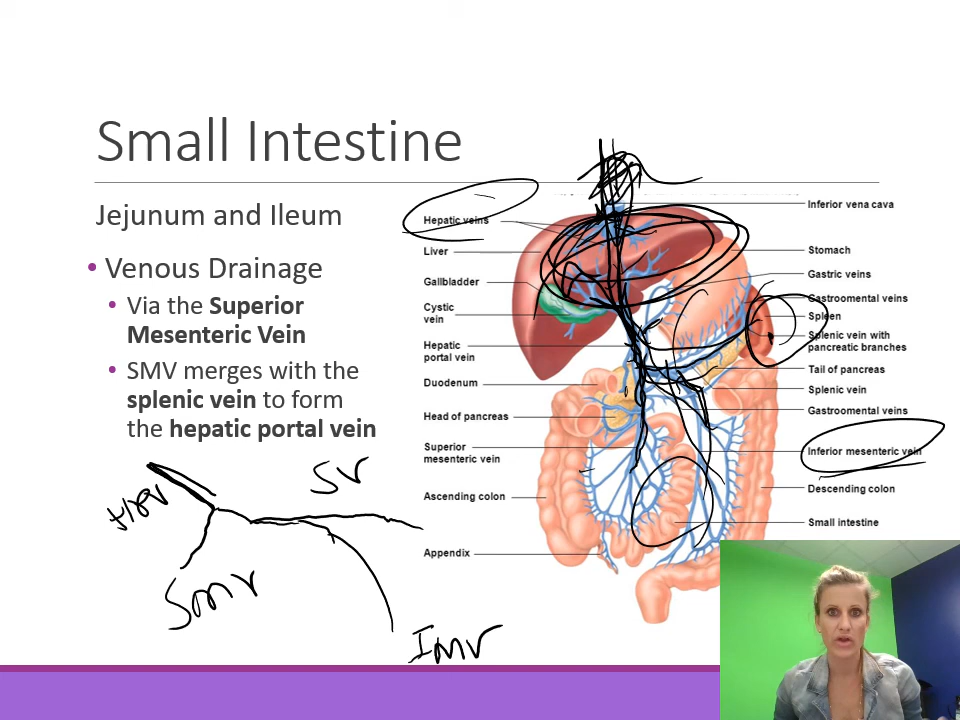 Small Intestine
Jejunum and Ileum
• Venous Drainage
• Via the Superior
Mesenteric Vein
• SMV merges with the
splenic vein to form
the hepatic portal vein
HPV
SV
SMV
IMV
Hepatic veins
Liver
Gallbladder
Cystic
vein
Hepatic
portal vein
Duodenum
Head of pancreas
Superior
mesenteric vein
Ascending colon
Appendix
Inferior vena cava
Stomach
Gastric veins
Gastroomental veins
Spleen
Splenic vein with
pancreatic branches
Tail of pancreas
Splenic vein
Gastroomental veins
Inferior mesenteric vein
Descending colon
Small intestine